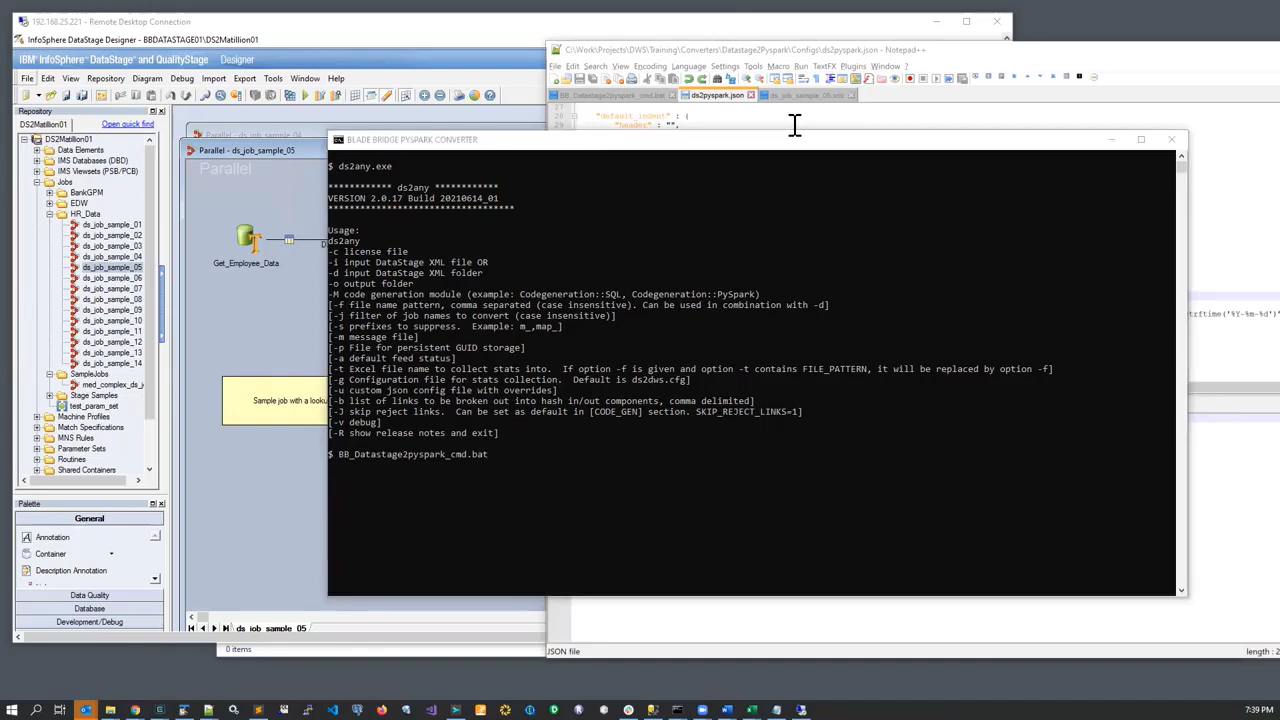 192.168.25.221 - Remote Desktop Connection
InfoSphere DataStage Designer - BBDATASTAGE01\DS2Matillion01
IBM InfoSphere DataStage and QualityStage Designer
File Edit View Repository Diagram Debug Import Export Tools Window Help
Repository
DS2Matillion01 Open quick find
DS2Matillion01
Data Elements
IMS Databases (DBD)
IMS Viewsets (PSB/PCB)
Jobs
BankGPM
EDW
HR_Data
ds_job_sample_01
ds_job_sample_02
ds_job_sample_03
ds_job_sample_04
ds_job_sample_05
ds_job_sample_06
ds_job_sample_07
ds_job_sample_08
ds_job_sample_09
ds_job_sample_10
ds_job_sample_11
ds_job_sample_12
ds_job_sample_13
ds_job_sample_14
SampleJobs
med_complex_ds_j
Stage Samples
test_param_set
Machine Profiles
Match Specifications
MNS Rules
Parameter Sets
Routines
Shared Containers
Palette
General
Annotation
Container
Description Annotation
Data Quality
Database
Development/Debug
Parallel - ds_job_sample_04
Parallel - ds_job_sample_05
Parallel
Get_Employee_Data
Sample job with a looku
ds_job_sample_05
0 items
C:\Work\Projects\DWS\Training\Converters\Datastage2Pyspark\Configs\ds2pyspark.json - Notepad++
File Edit Search View Encoding Language Settings Tools Macro Run TextFX Plugins Window ?
BB_Datastage2pyspark_cmd.bat ds2pyspark.json ds_job_sample_05.xml
27
28 "default_indent" : {
29 "header" : "",
trftime('%Y-%m-%d')"
JSON file
length : 2
BLADE BRIDGE PYSPARK CONVERTER
$ ds2any.exe
************ ds2any ************
VERSION 2.0.17 Build 20210614_01
***********************************
Usage:
ds2any
-c license file
-i input DataStage XML file OR
-d input DataStage XML folder
-o output folder
-M code generation module (example: Codegeneration::SQL, Codegeneration::PySpark)
[-f file name pattern, comma separated (case insensitive). Can be used in combination with -d]
[-j filter of job names to convert (case insensitive)]
[-s prefixes to suppress. Example: m_,map_]
[-m message file]
[-p File for persistent GUID storage]
[-a default feed status]
[-t Excel file name to collect stats into. If option -f is given and option -t contains FILE_PATTERN, it will be replaced by option -f]
[-g Configuration file for stats collection. Default is ds2dws.cfg]
[-u custom json config file with overrides]
[-b list of links to be broken out into hash in/out components, comma delimited]
[-J skip reject links. Can be set as default in [CODE_GEN] section. SKIP_REJECT_LINKS=1]
[-v debug]
[-R show release notes and exit]
$ BB_Datastage2pyspark_cmd.bat
7:39 PM